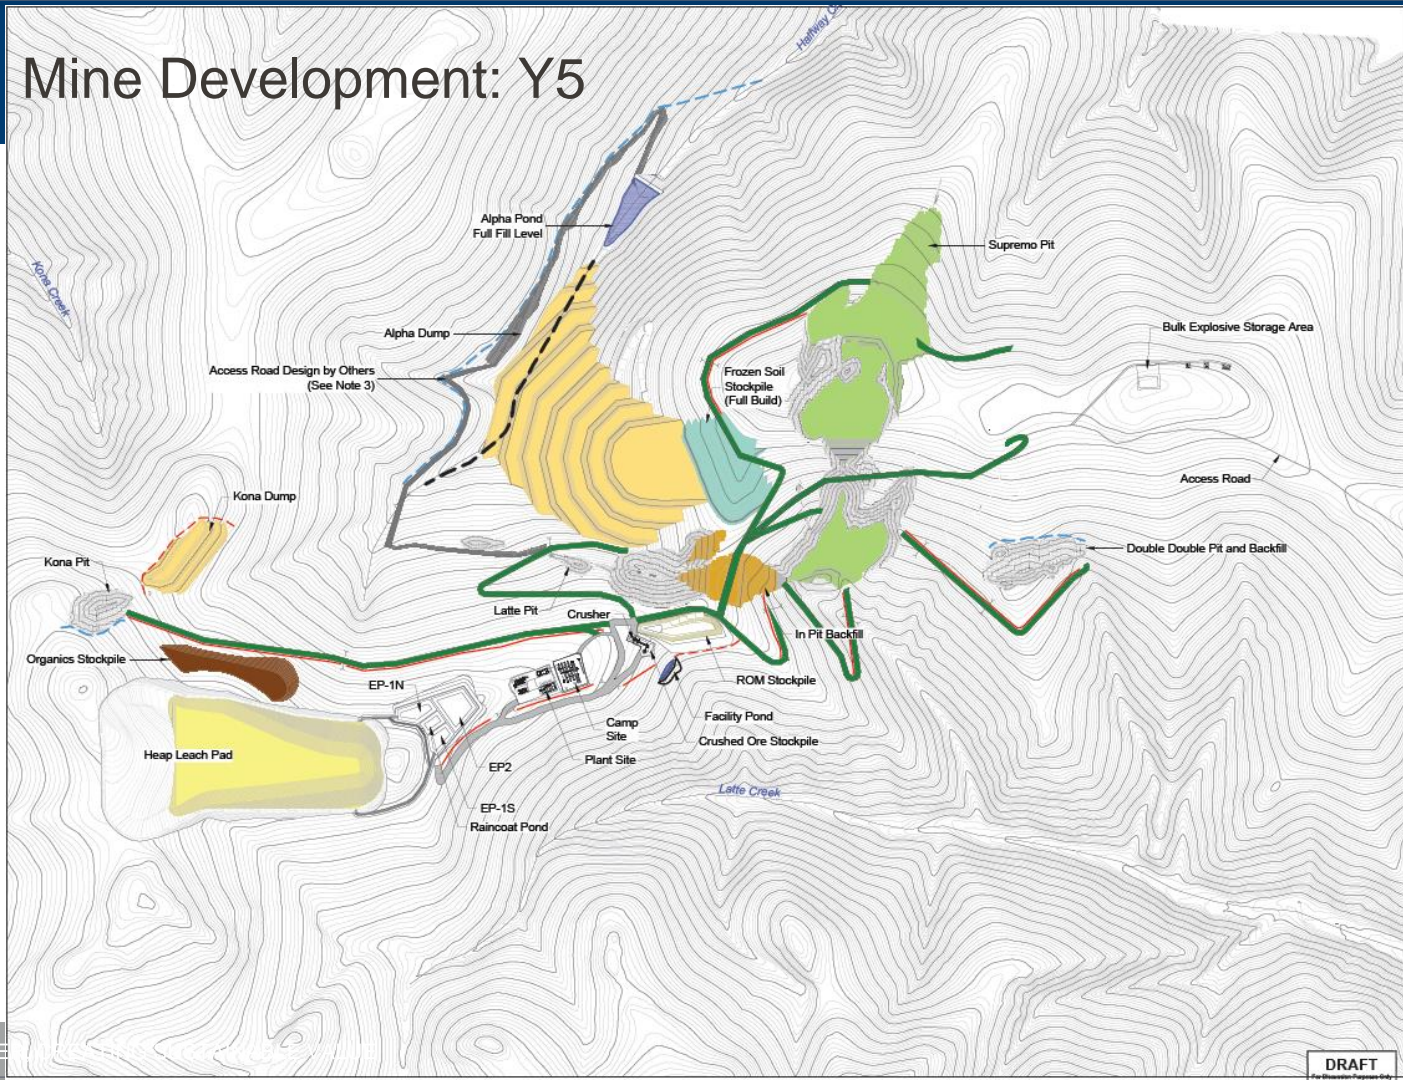 Mine Development: Y5
Halfway Cr
Alpha Pond
Full Fill Level
Supremo Pit
Kona Creek
Alpha Dump
Bulk Explosive Storage Area
Access Road Design by Others
(See Note 3)
Frozen Soil
Stockpile
(Full Build)
Access Road
Kona Dump
Double Double Pit and Backfill
Kona Pit
Latte Pit
Crusher
In Pit Backfill
Organics Stockpile
ROM Stockpile
EP-1N
Facility Pond
Camp
Site
Crushed Ore Stockpile
Heap Leach Pad
Plant Site
EP2
Latte Creek
EP-1S
Raincoat Pond
DRAFT
For Discussion Purposes Only